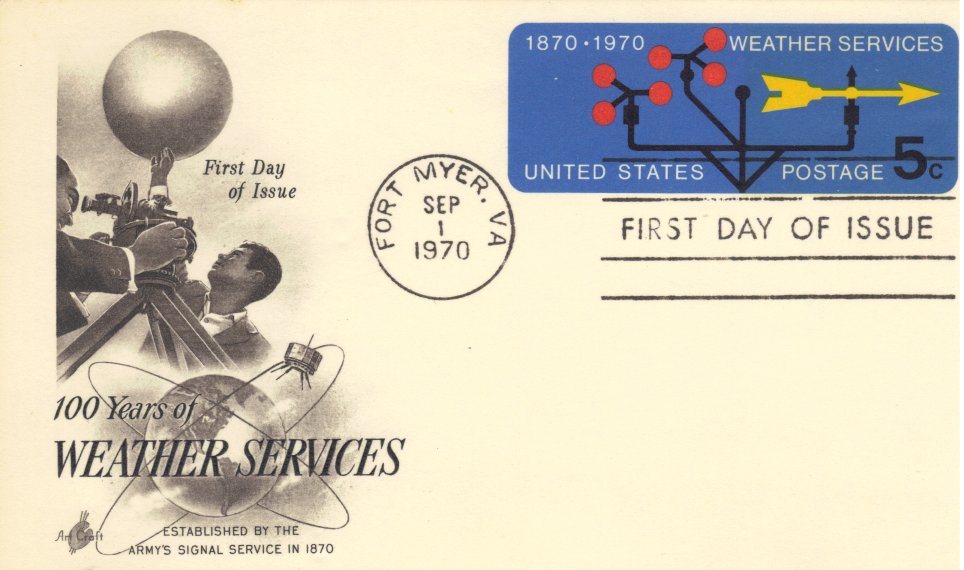 1870 · 1970 WEATHER SERVICES
UNITED STATES POSTAGE 5c
First Day
of Issue
FORT MYER. VA
SEP
1
1970
FIRST DAY OF ISSUE
100 Years of
WEATHER SERVICES
Art Craft
ESTABLISHED BY THE
ARMY'S SIGNAL SERVICE IN 1870